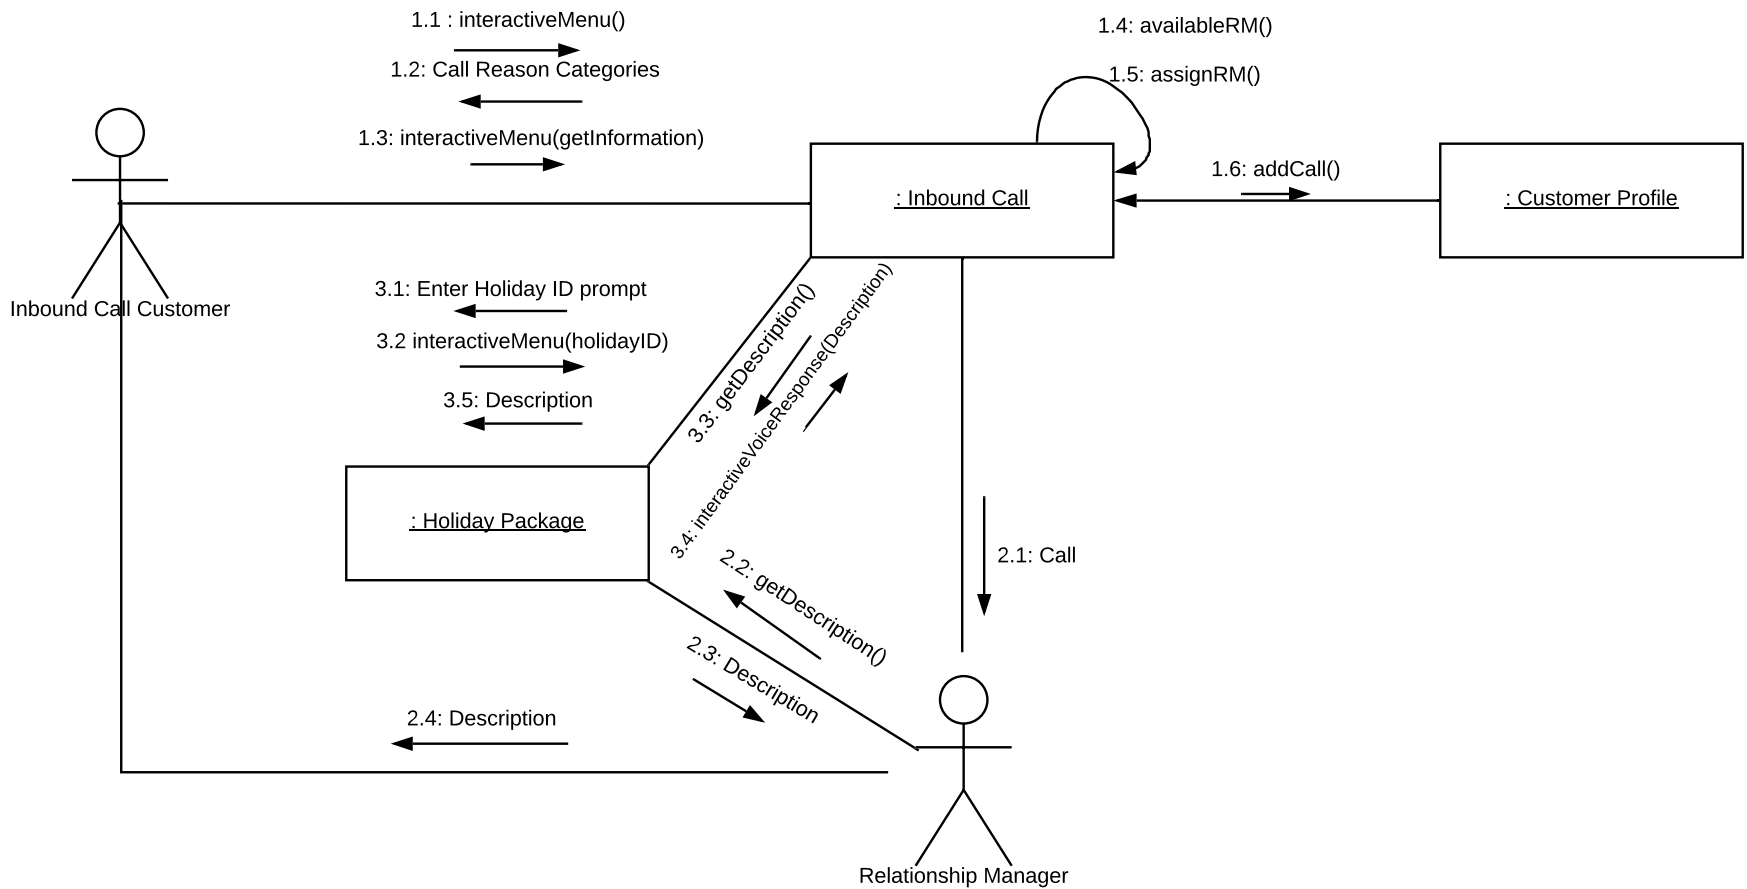 1.1 : interactiveMenu()
1.2: Call Reason Categories
1.3: interactiveMenu(getInformation)
1.4: availableRM()
1.5: assignRM()
1.6: addCall()
: Inbound Call
: Customer Profile
Inbound Call Customer
3.1: Enter Holiday ID prompt
3.2 interactiveMenu(holidayID)
3.5: Description
3.3: getDescription()
3.4: interactiveVoiceResponse(Description)
: Holiday Package
2.1: Call
2.2: getDescription()
2.3: Description
2.4: Description
Relationship Manager